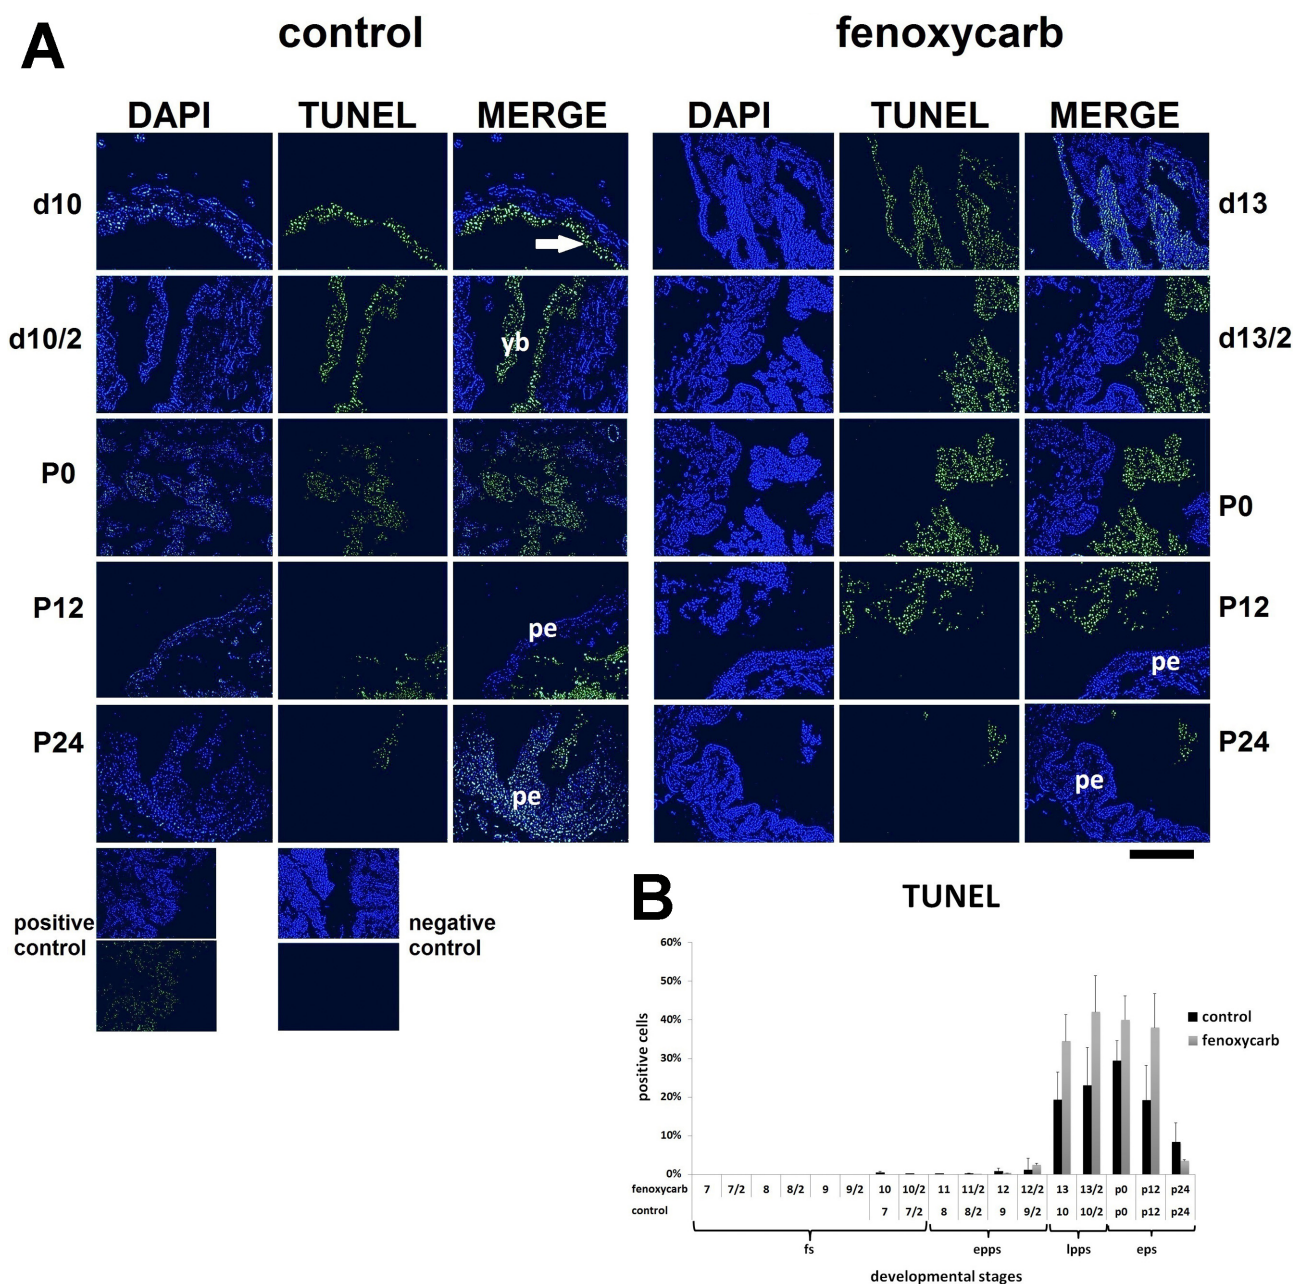 A
control
fenoxycarb
DAPI TUNEL MERGE DAPI TUNEL MERGE
d10
d13
d10/2
yb
d13/2
P0
P0
P12
pe
P12
pe
P24
pe
P24
pe
positive
control
negative
control
B
TUNEL
60%
50%
40%
30%
20%
10%
0%
positive cells
control
fenoxycarb
fenoxycarb 7 7/2 8 8/2 9 9/2 10 10/2 11 11/2 12 12/2 13 13/2 p0 p12 p24
control 7 7/2 8 8/2 9 9/2 10 10/2 p0 p12 p24
fs epps lpps eps
developmental stages